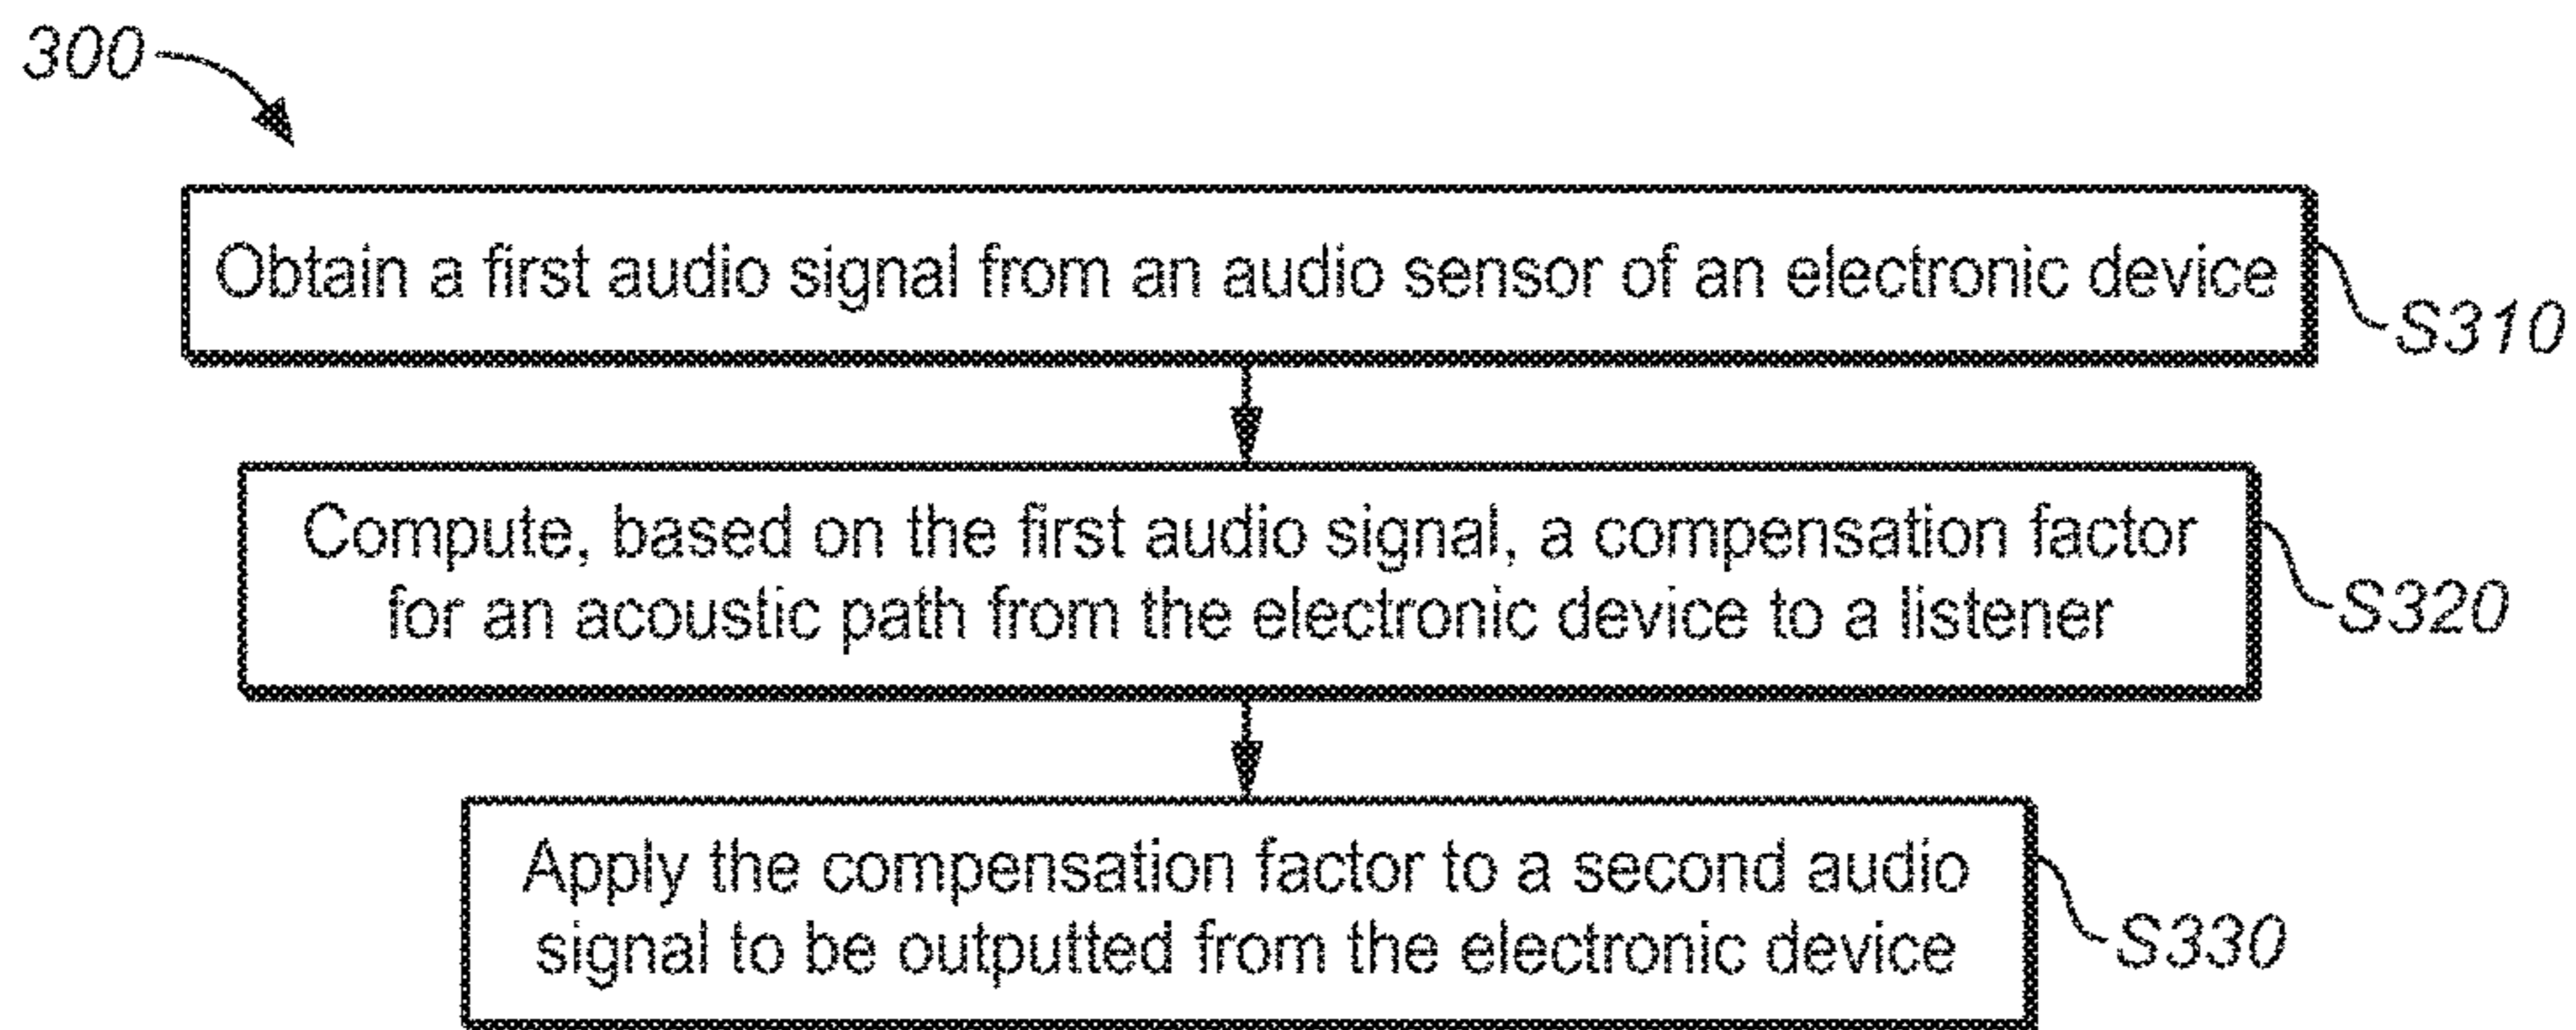 300
Obtain a first audio signal from an audio sensor of an electronic device
S310
Compute, based on the first audio signal, a compensation factor
for an acoustic path from the electronic device to a listener
S320
Apply the compensation factor to a second audio
signal to be outputted from the electronic device
S330